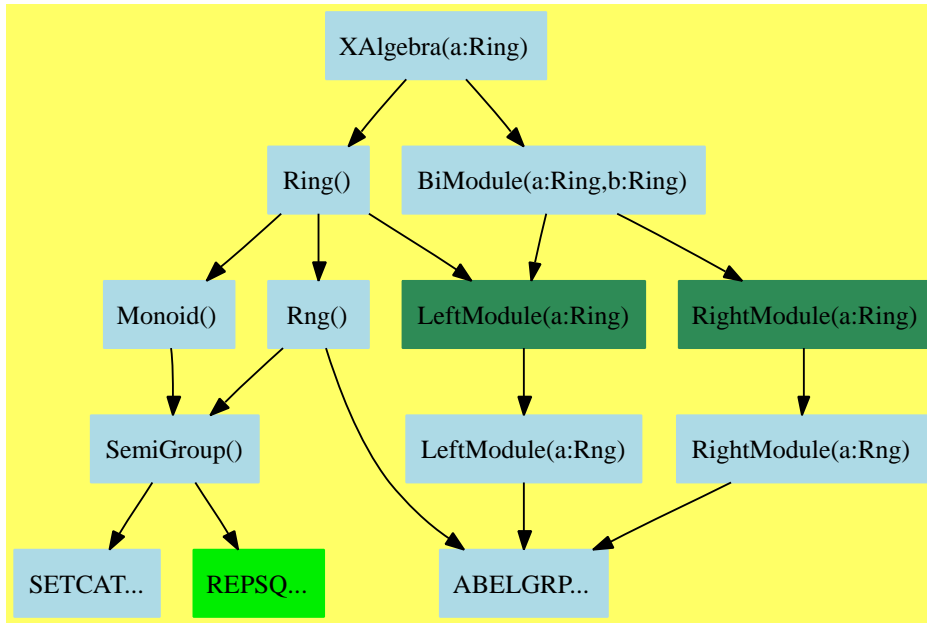 XAlgebra(a:Ring)
Ring()
BiModule(a:Ring,b:Ring)
Monoid()
Rng()
LeftModule(a:Ring)
RightModule(a:Ring)
SemiGroup()
LeftModule(a:Rng)
RightModule(a:Rng)
SETCAT...
REPSQ...
ABELGRP...